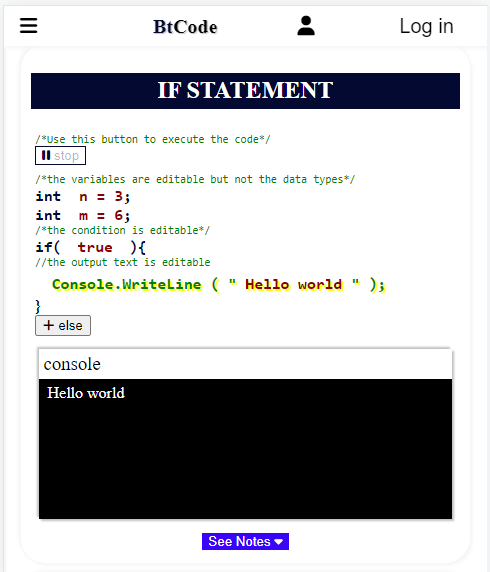 BtCode Log in
IF STATEMENT
/*Use this button to execute the code*/
stop
/*the variables are editable but not the data types*/
int n = 3;
int m = 6;
/*the condition is editable*/
if( true ){
//the output text is editable
Console.WriteLine ( " Hello world " );
}
+ else
console
Hello world
See Notes